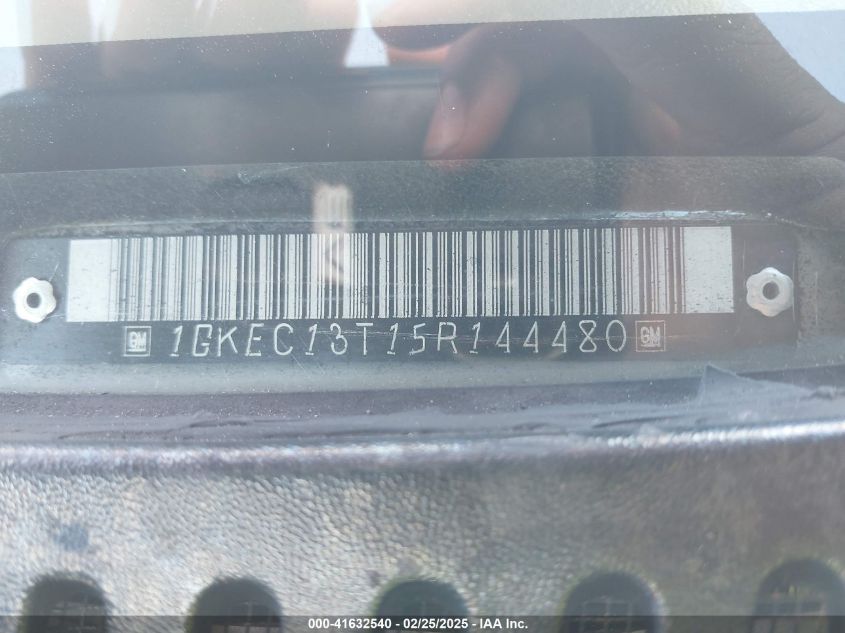 GM 1GKEC13T15R144480 GM
000-41632540 - 02/25/2025 - IAA Inc.